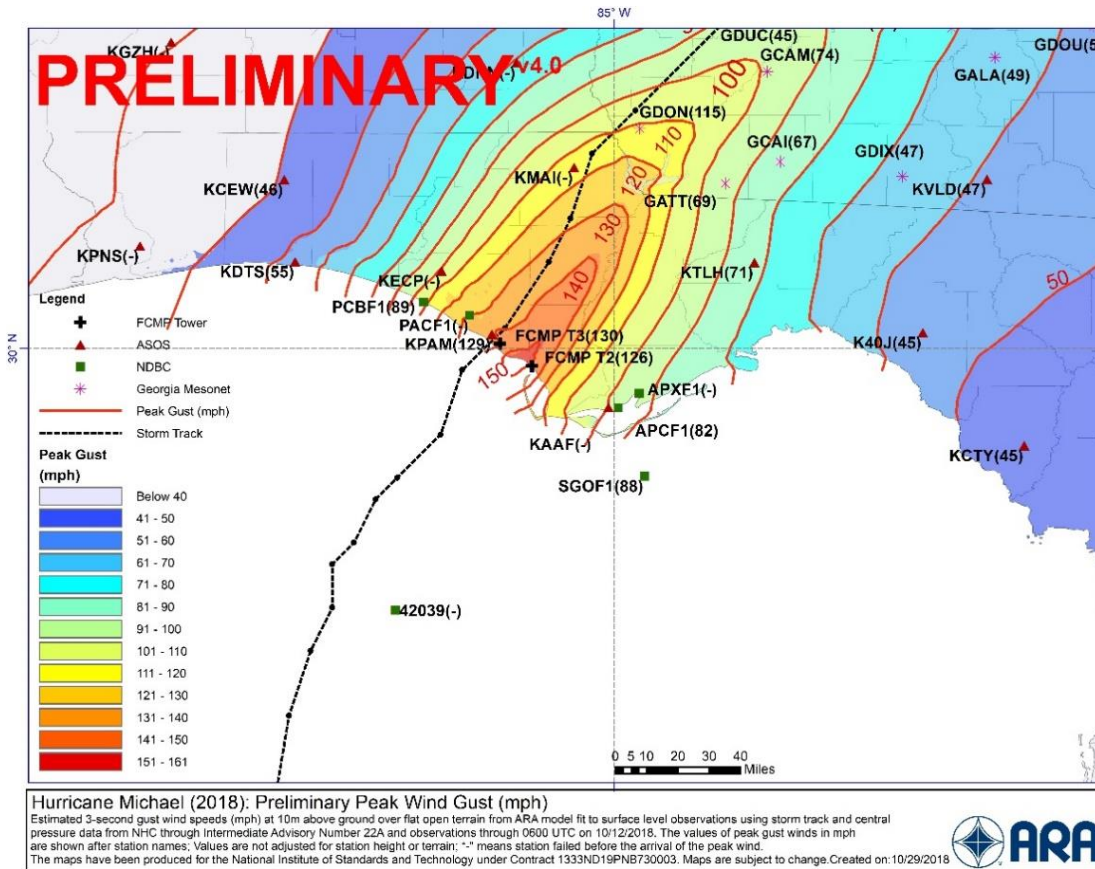 85° W
PRELIMINARY v4.0
KGZH(-)
GDUC(45)
GCAM(74)
GALA(49)
100
GDON(115)
110
GCAI(67)
GDIX(47)
KCEW(46)
KMAI(-)
120
GATT(69)
KVLD(47)
KPNS(-)
KDTS(55)
130
KECP(-)
140
KTLH(71)
50
PCBF1(89)
PACF1(-)
KPAM(129)
FCMP T3(130)
K40J(45)
30° N
FCMP T2(126)
150
APXF1(-)
KAAF(-)
APCF1(82)
KCTY(45)
SGOF1(88)
42039(-)
Legend
FCMP Tower
ASOS
NDBC
Georgia Mesonet
Peak Gust (mph)
Storm Track
Peak Gust
(mph)
Below 40
41 - 50
51 - 60
61 - 70
71 - 80
81 - 90
91 - 100
101 - 110
111 - 120
121 - 130
131 - 140
141 - 150
151 - 161
0 5 10 20 30 40
Miles
Hurricane Michael (2018): Preliminary Peak Wind Gust (mph)
Estimated 3-second gust wind speeds (mph) at 10m above ground over flat open terrain from ARA model fit to surface level observations using storm track and central
pressure data from NHC through Intermediate Advisory Number 22A and observations through 0600 UTC on 10/12/2018. The values of peak gust winds in mph
are shown after station names; Values are not adjusted for station height or terrain; "-" means station failed before the arrival of the peak wind.
The maps have been produced for the National Institute of Standards and Technology under Contract 1333ND19PNB730003. Maps are subject to change.Created on:10/29/2018
ARA